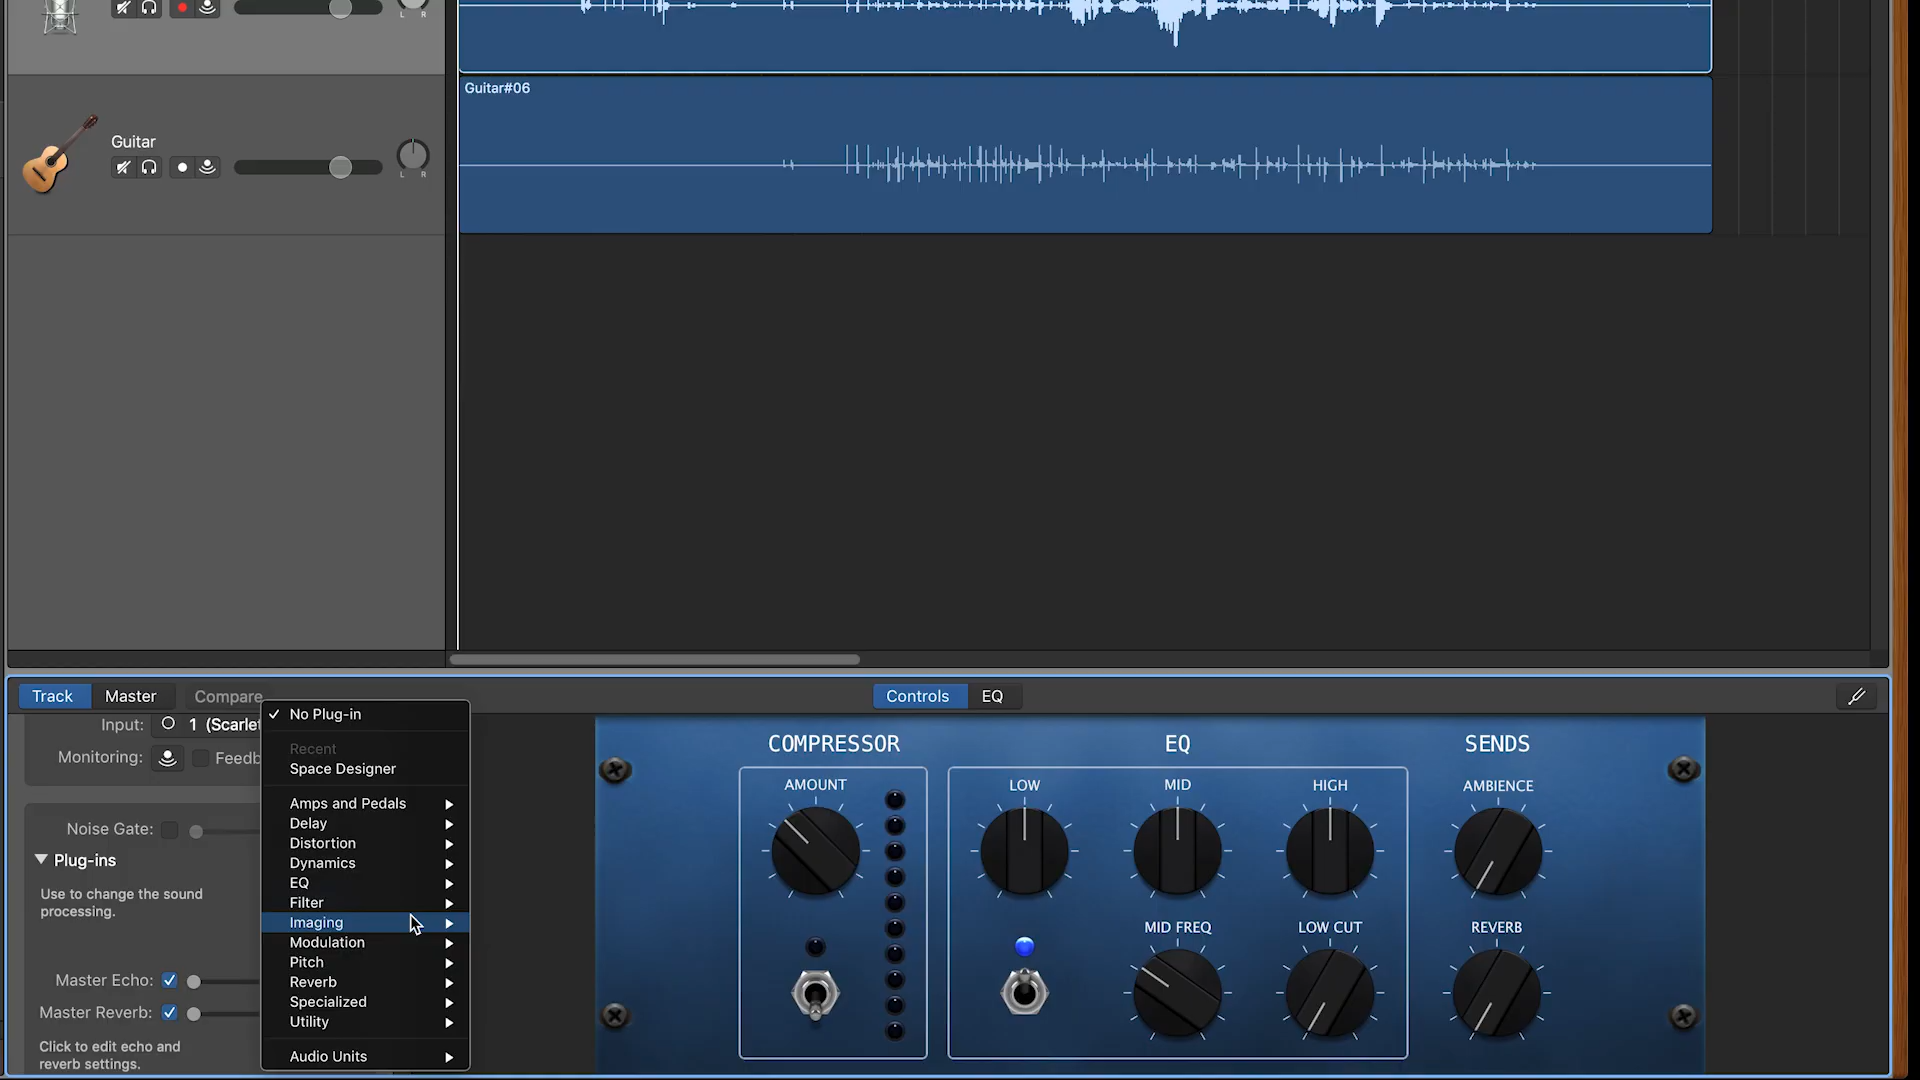 L R
Guitar#06
Guitar
L R
Track
Master
Compare
Controls
EQ
Input: 1 (Scarlet
Monitoring: Feedb
Noise Gate:
Plug-ins
Use to change the sound
processing.
Master Echo:
Master Reverb:
Click to edit echo and
reverb settings.
No Plug-in
Recent
Space Designer
Amps and Pedals
Delay
Distortion
Dynamics
EQ
Filter
Imaging
Modulation
Pitch
Reverb
Specialized
Utility
Audio Units
COMPRESSOR
AMOUNT
EQ
LOW
MID
HIGH
MID FREQ
LOW CUT
SENDS
AMBIENCE
REVERB